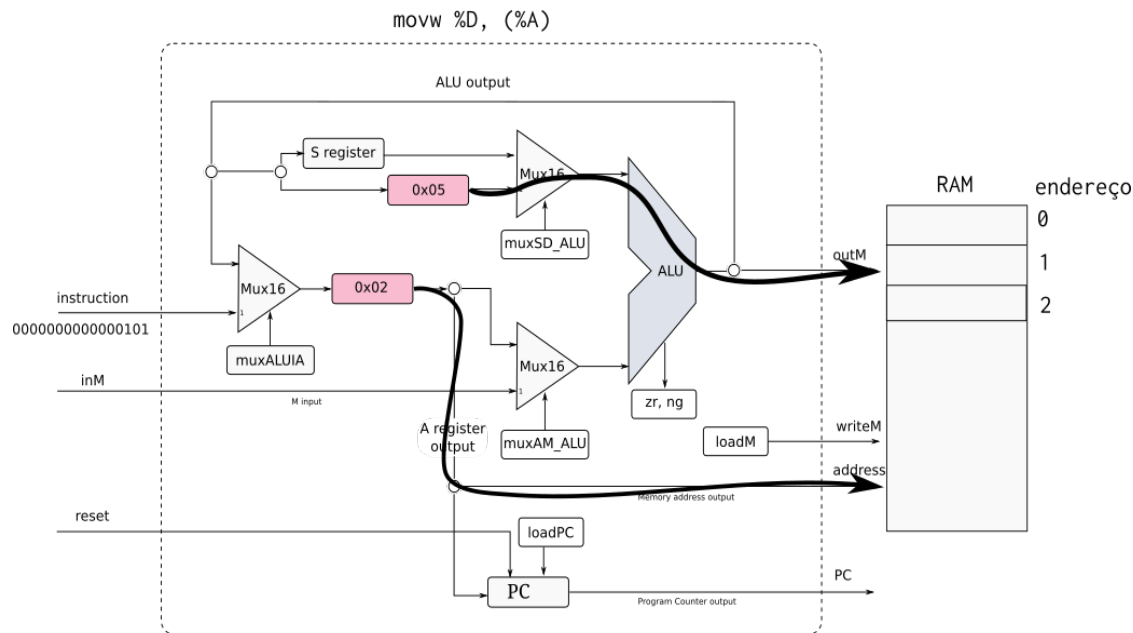 movw %D, (%A)
ALU output
S register
Mux16
0x05
RAM
endereço
0
muxSD_ALU
outM
1
ALU
Mux16
0x02
instruction
1
2
0000000000000101
muxALUIA
Mux16
inM
1
M input
zr, ng
A register
output
muxAM_ALU
loadM
writeM
address
Memory address output
reset
loadPC
PC
PC
Program Counter output